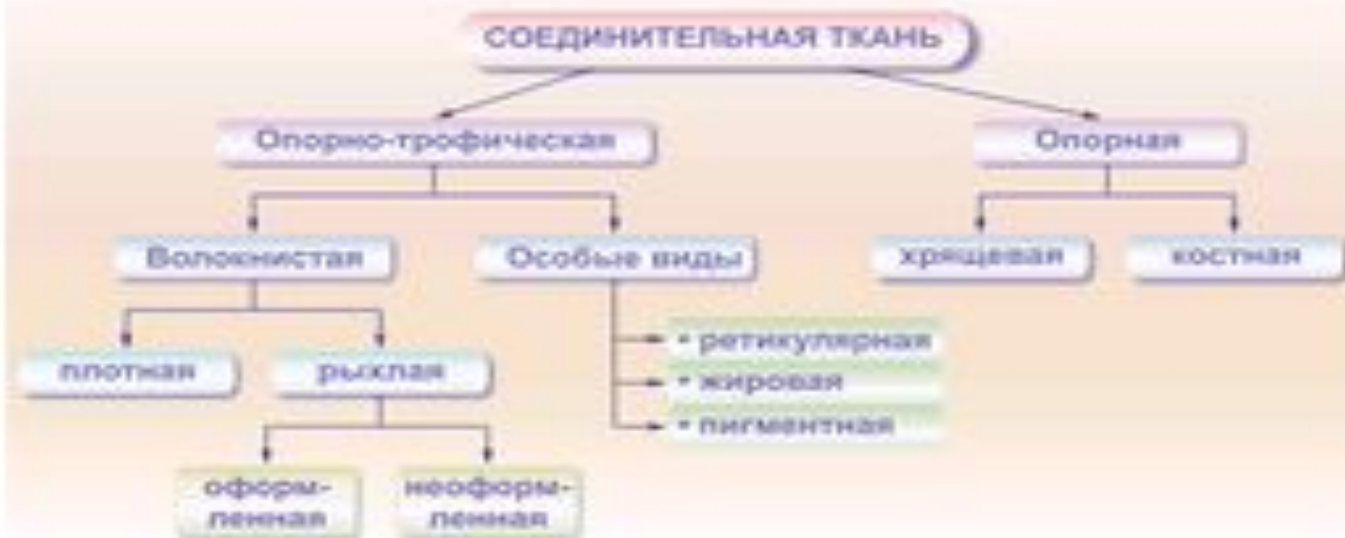 СОЕДИНИТЕЛЬНАЯ ТКАНЬ
Опорно-трофическая
Опорная
Волокнистая
Особые виды
хрящевая
костная
плотная
рыхлая
• ретикулярная
• жировая
• пигментная
оформ-
ленная
неоформ-
ленная